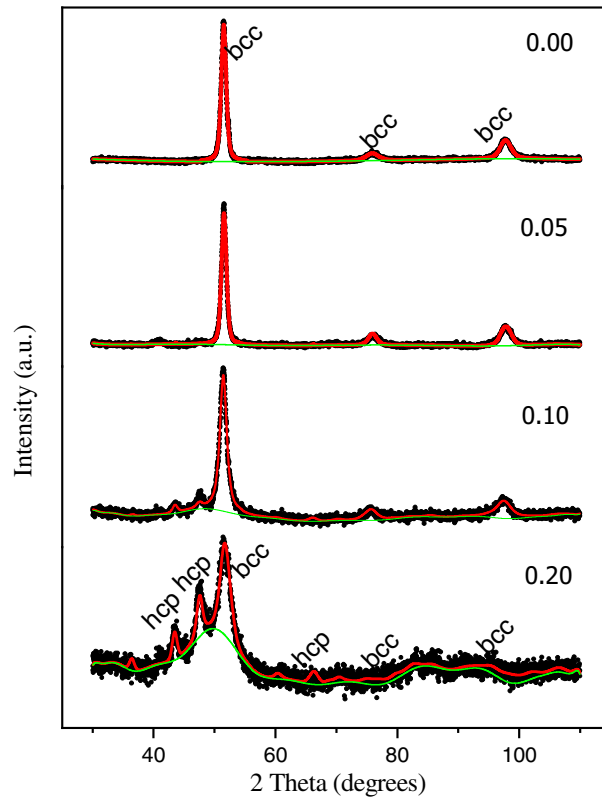 0.00
bcc
bcc
bcc
0.05
0.10
0.20
hcp
hcp
bcc
hcp
bcc
bcc
Intensity (a.u.)
40
60
80
100
2 Theta (degrees)